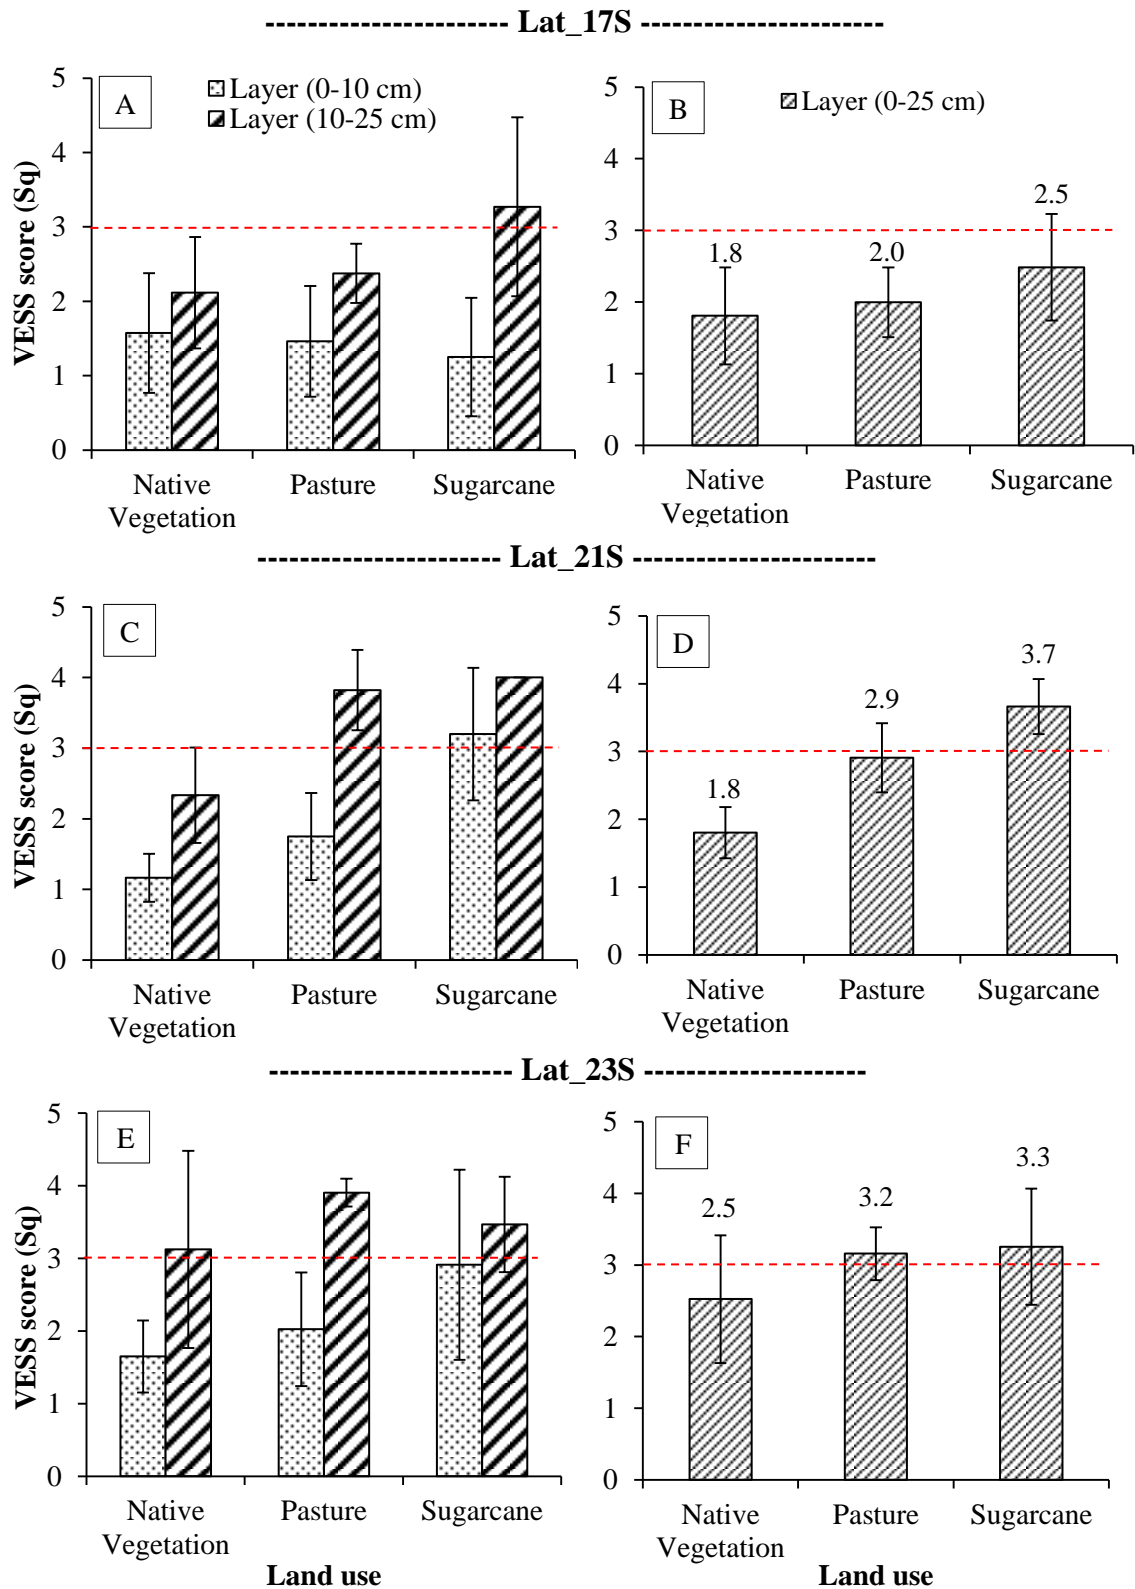 ---------------------- Lat_17S ----------------------
A
Layer (0-10 cm)
Layer (10-25 cm)
VESS score (Sq)
5
4
3
2
1
0
Native Vegetation
Pasture
Sugarcane
B
Layer (0-25 cm)
5
4
3
2
1
0
1.8
2.0
2.5
Native Vegetation
Pasture
Sugarcane
---------------------- Lat_21S ----------------------
C
VESS score (Sq)
5
4
3
2
1
0
Native
Vegetation
Pasture
Sugarcane
D
5
4
3
2
1
0
1.8
2.9
3.7
Native
Vegetation
Pasture
Sugarcane
---------------------- Lat_23S --------------------
E
VESS score (Sq)
5
4
3
2
1
0
Native
Vegetation
Pasture
Sugarcane
Land use
F
5
4
3
2
1
0
2.5
3.2
3.3
Native
Vegetation
Pasture
Sugarcane
Land use